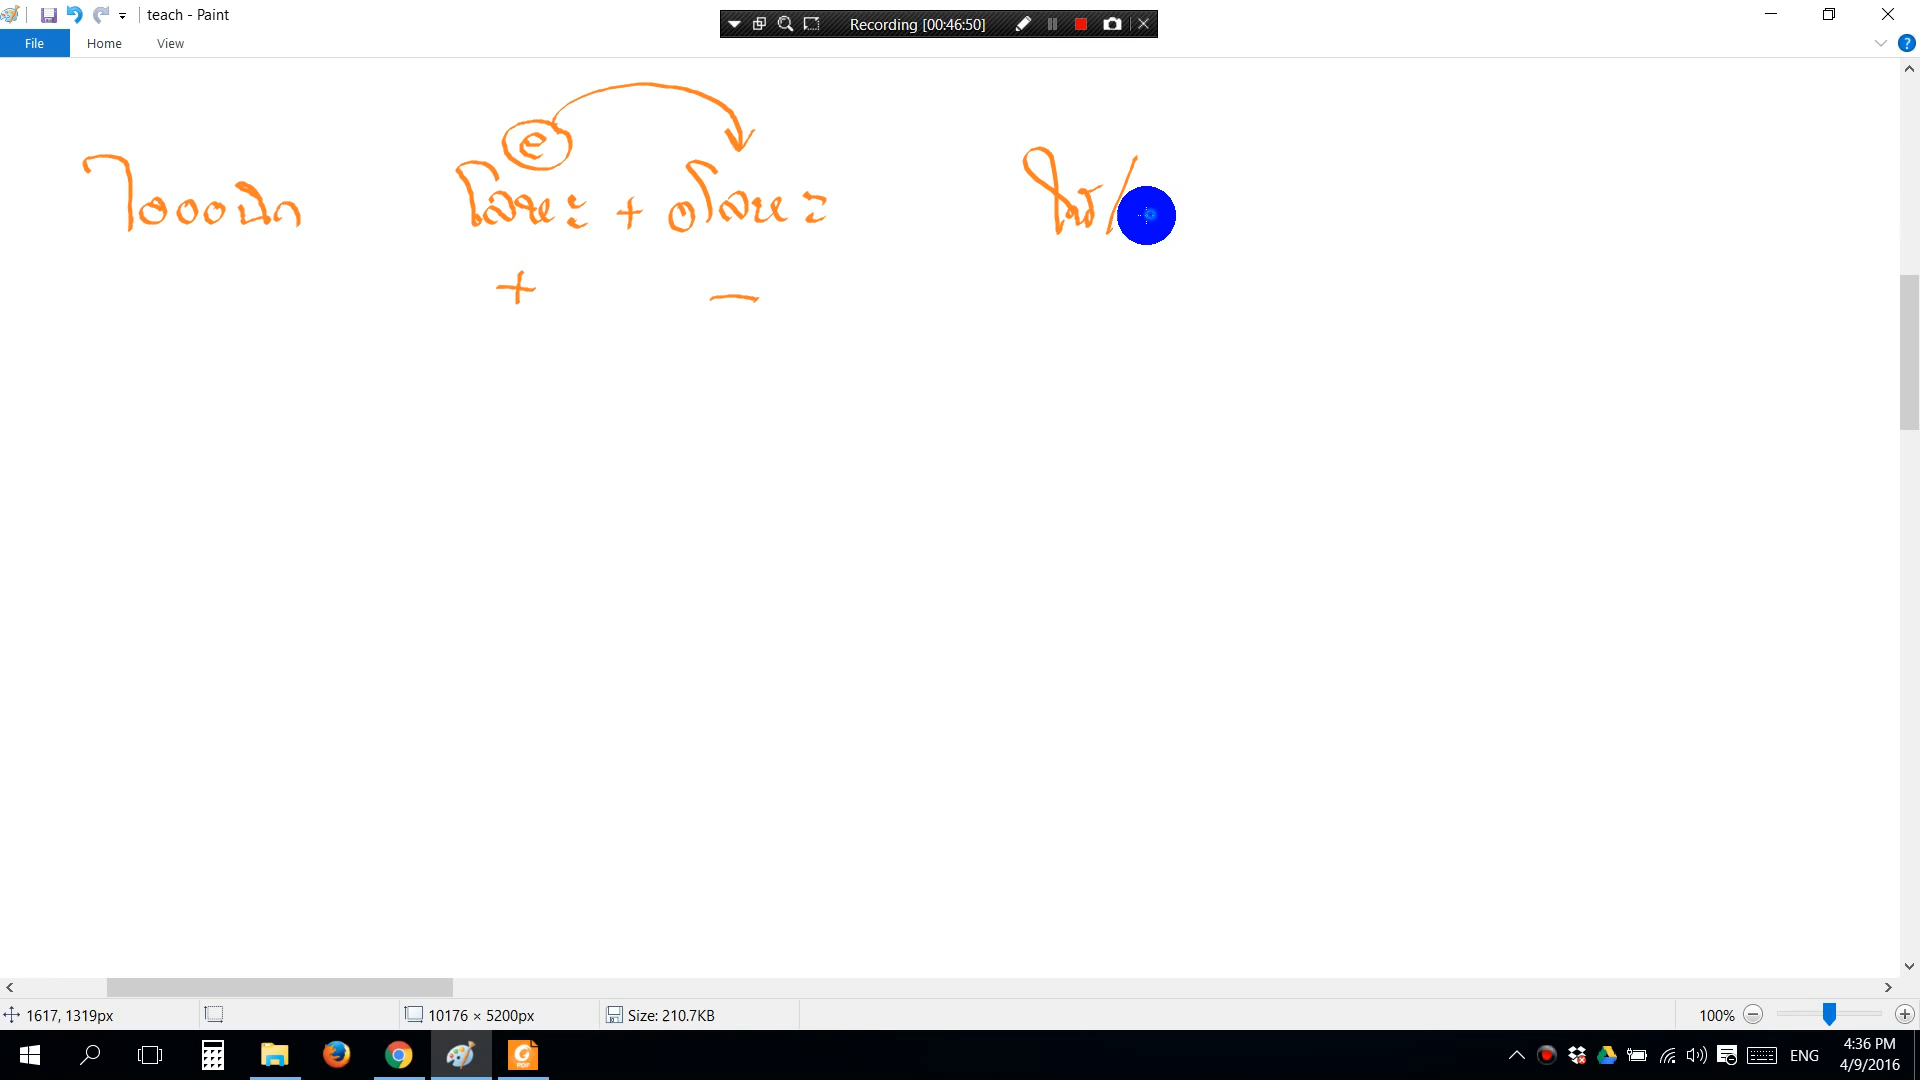 teach - Paint
Recording [00:46:50]
File
Home
View
e
ไอออนิก
โลหะ + อโลหะ
ให้/
+
–
1617, 1319px
10176 × 5200px
Size: 210.7KB
100%
ENG
4:36 PM
4/9/2016